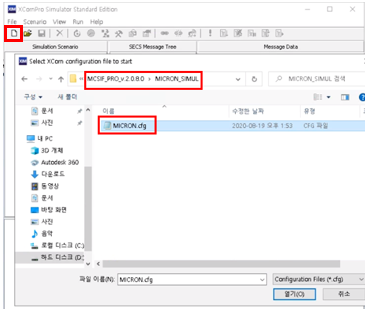 XComPro Simulator Standard Edition
File Scenario View Run Help
Simulation Scenario SECS Message Tree Message Data
Select XCom configuration file to start
MCSIF_PRO_v.2.0.8.0 > MICRON_SIMUL
MICRON_SIMUL 검색
구성 새 폴더
이름 수정한 날짜 유형
문서
사진
MICRON.cfg 2020-08-19 오후 1:53 CFG 파일
내 PC
3D 개체
Autodesk 360
다운로드
동영상
문서
바탕 화면
사진
음악
로컬 디스크 (C:)
하드 디스크 (D:)
파일 이름(N): MICRON.cfg Configuration Files (*.cfg)
열기(O) 취소